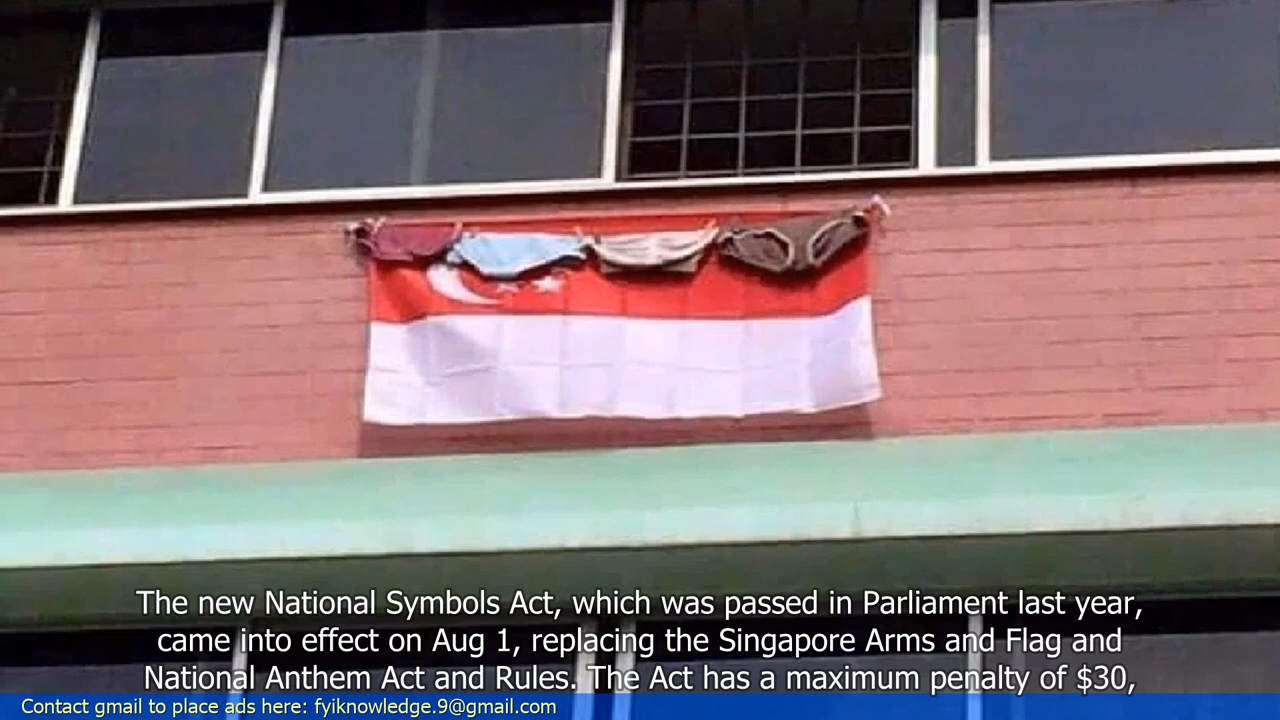 The new National Symbols Act, which was passed in Parliament last year,
came into effect on Aug 1, replacing the Singapore Arms and Flag and
National Anthem Act and Rules. The Act has a maximum penalty of $30,
Contact gmail to place ads here: fyiknowledge.9@gmail.com